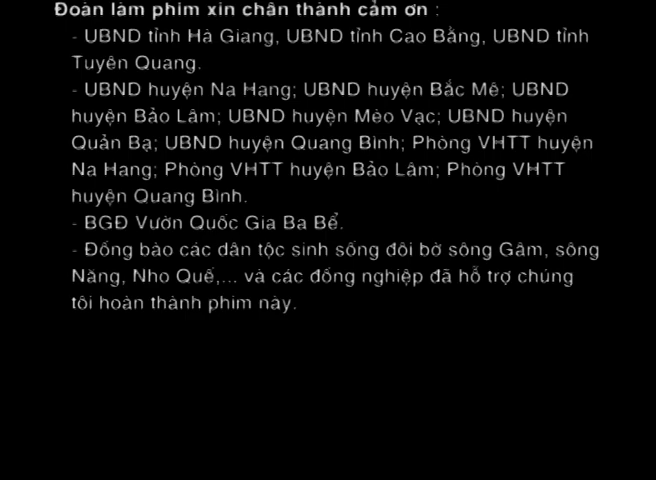 Đoàn làm phim xin chân thành cảm ơn :
- UBND tỉnh Hà Giang, UBND tỉnh Cao Bằng, UBND tỉnh
Tuyên Quang.
- UBND huyện Na Hang; UBND huyện Bắc Mê; UBND
huyện Bảo Lâm; UBND huyện Mèo Vạc; UBND huyện
Quản Bạ; UBND huyện Quang Bình; Phòng VHTT huyện
Na Hang; Phòng VHTT huyện Bảo Lâm; Phòng VHTT
huyện Quang Bình.
- BGĐ Vườn Quốc Gia Ba Bể.
- Đồng bào các dân tộc sinh sống đôi bờ sông Gâm, sông
Năng, Nho Quế,... và các đồng nghiệp đã hỗ trợ chúng
tôi hoàn thành phim này.